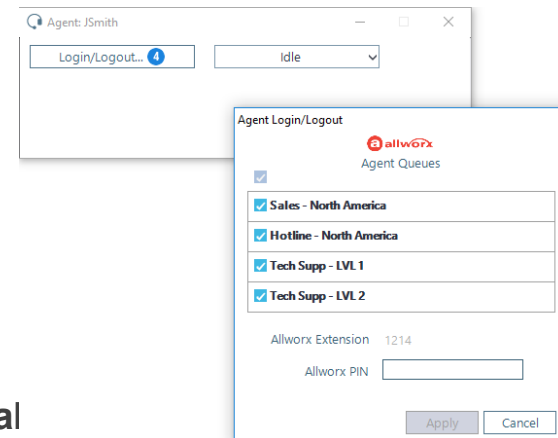 Agent: JSmith
Login/Logout... 4
Idle
Agent Login/Logout
allworx
Agent Queues
Sales - North America
Hotline - North America
Tech Supp - LVL 1
Tech Supp - LVL 2
Allworx Extension 1214
Allworx PIN
Apply Cancel